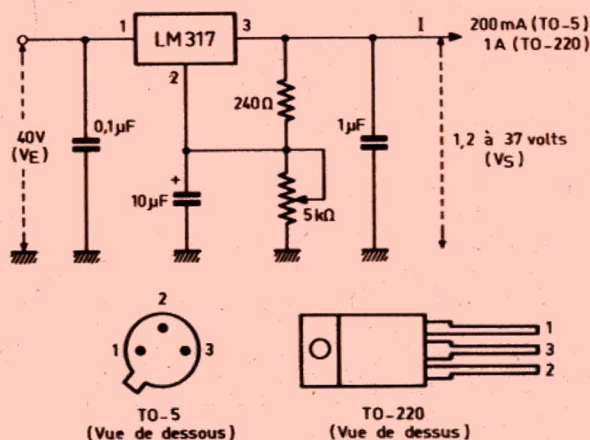 1 LM317 3 I 200mA (TO-5)
1A (TO-220)
2
240Ω
0,1µF
40V
(VE)
1µF
1,2 à 37 volts
(VS)
+
10µF
5kΩ
2
1 3
1
3
2
TO-5
(Vue de dessous)
TO-220
(Vue de dessus)